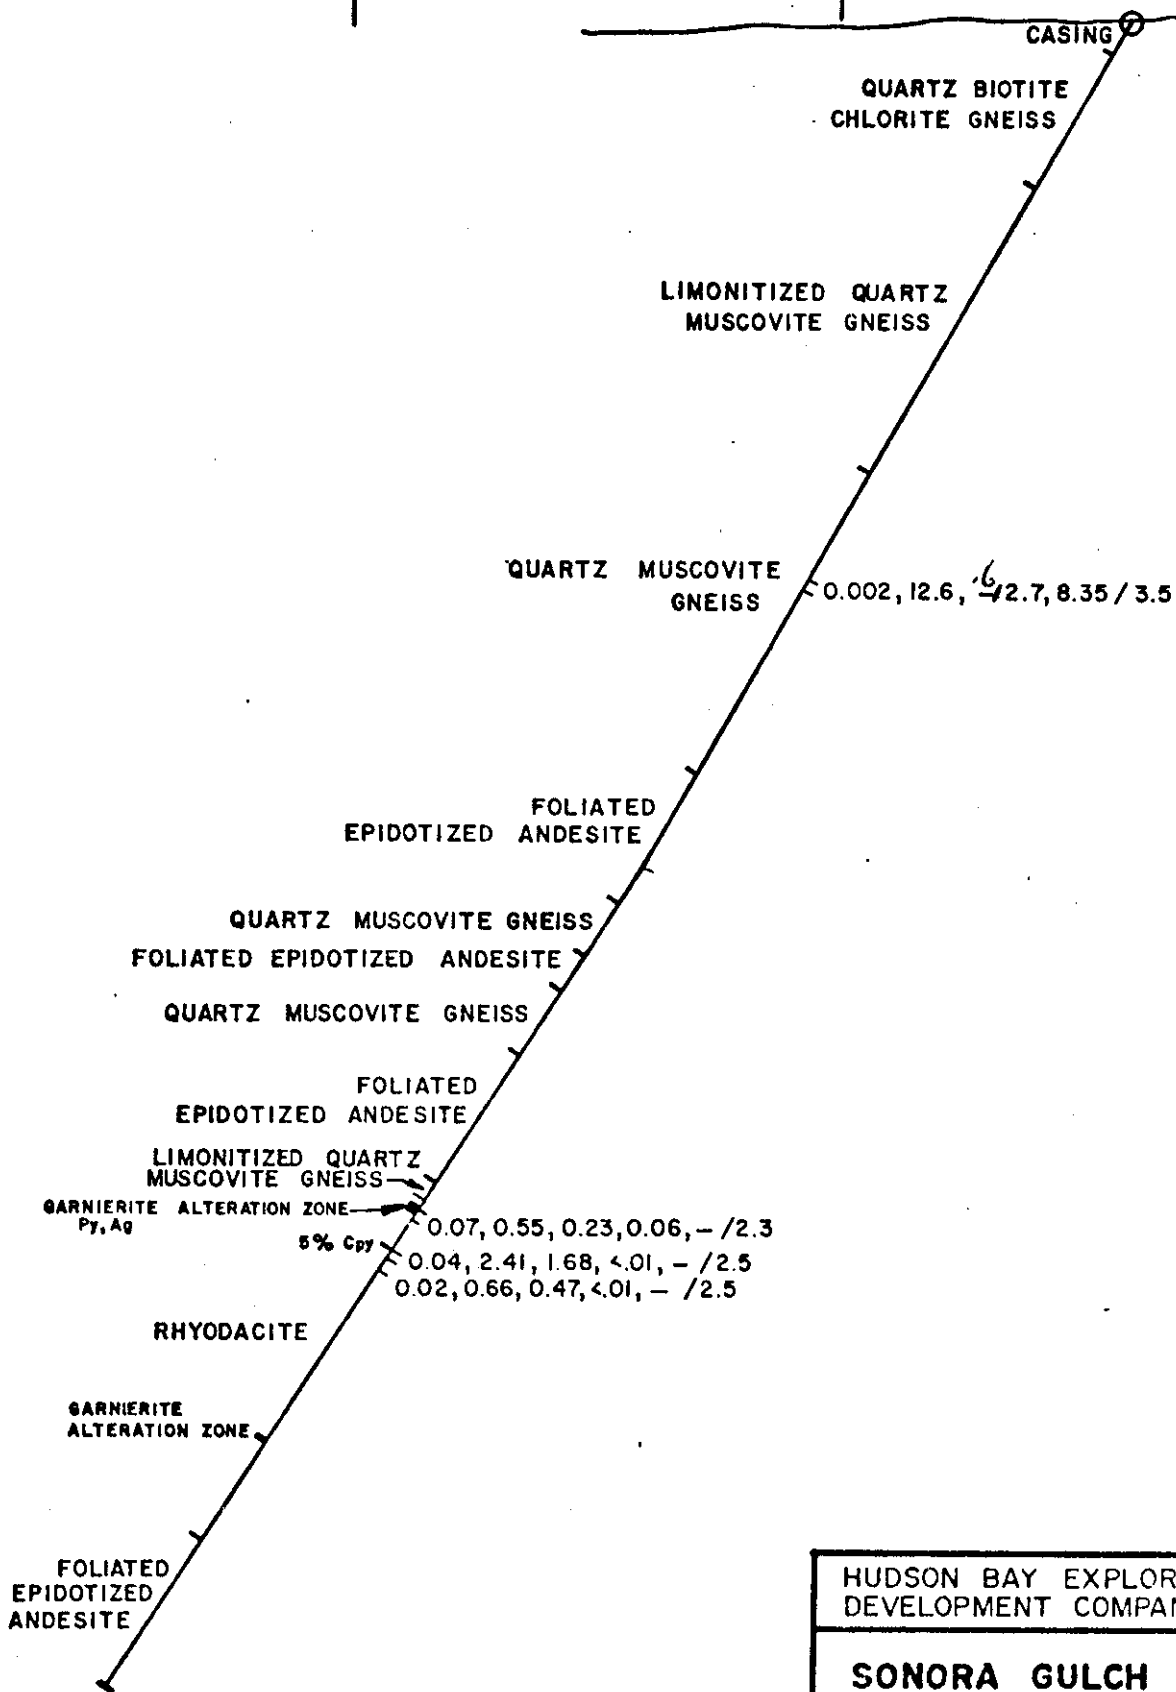 CASING
QUARTZ BIOTITE
CHLORITE GNEISS
LIMONITIZED QUARTZ
MUSCOVITE GNEISS
QUARTZ MUSCOVITE
GNEISS
0.002, 12.6, .6 2.7, 8.35 / 3.5
FOLIATED
EPIDOTIZED ANDESITE
QUARTZ MUSCOVITE GNEISS
FOLIATED EPIDOTIZED ANDESITE
QUARTZ MUSCOVITE GNEISS
FOLIATED
EPIDOTIZED ANDESITE
LIMONITIZED QUARTZ
MUSCOVITE GNEISS
GARNIERITE ALTERATION ZONE
Py, Ag
0.07, 0.55, 0.23, 0.06, - /2.3
5% Cpy
0.04, 2.41, 1.68, <.01, - /2.5
0.02, 0.66, 0.47, <.01, - /2.5
RHYODACITE
GARNIERITE
ALTERATION ZONE
FOLIATED
EPIDOTIZED
ANDESITE
HUDSON BAY EXPLOR
DEVELOPMENT COMPAN
SONORA GULCH